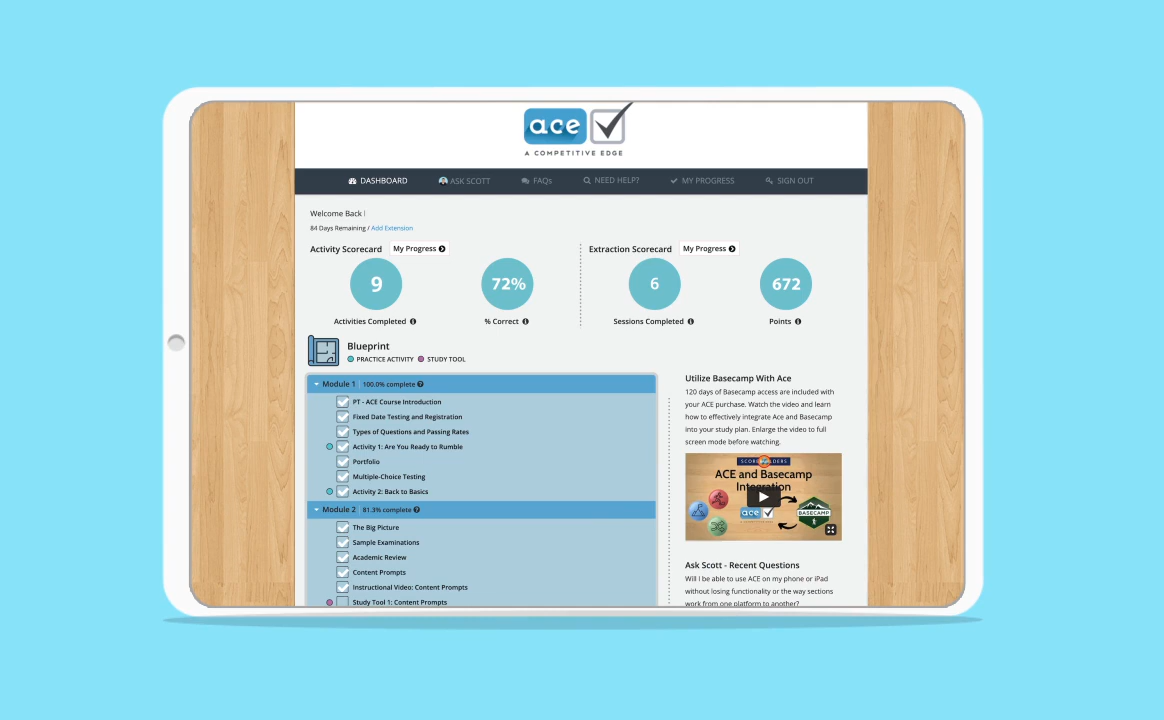 ace
A COMPETITIVE EDGE
DASHBOARD
ASK SCOTT
FAQs
NEED HELP?
MY PROGRESS
SIGN OUT
Welcome Back
84 Days Remaining / Add Extension
Activity Scorecard
My Progress
9
72%
Activities Completed
% Correct
Extraction Scorecard
My Progress
6
672
Sessions Completed
Points
Blueprint
PRACTICE ACTIVITY
STUDY TOOL
Module 1
100.0% complete
PT - ACE Course Introduction
Fixed Date Testing and Registration
Types of Questions and Passing Rates
Activity 1: Are You Ready to Rumble
Portfolio
Multiple-Choice Testing
Activity 2: Back to Basics
Module 2
81.3% complete
The Big Picture
Sample Examinations
Academic Review
Content Prompts
Instructional Video: Content Prompts
Study Tool 1: Content Prompts
Utilize Basecamp With Ace
120 days of Basecamp access are included with
your ACE purchase. Watch the video and learn
how to effectively integrate Ace and Basecamp
into your study plan. Enlarge the video to full
screen mode before watching.
ACE and Basecamp
Integration
ace
BASECAMP
Ask Scott - Recent Questions
Will I be able to use ACE on my phone or iPad
without losing functionality or the way sections
work from one platform to another?